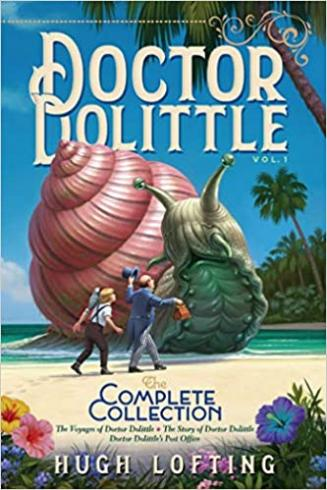 DOCTOR
DOLITTLE
VOL. 1
The
COMPLETE
COLLECTION
The Voyages of Doctor Dolittle • The Story of Doctor Dolittle
Doctor Dolittle's Post Office
HUGH LOFTING